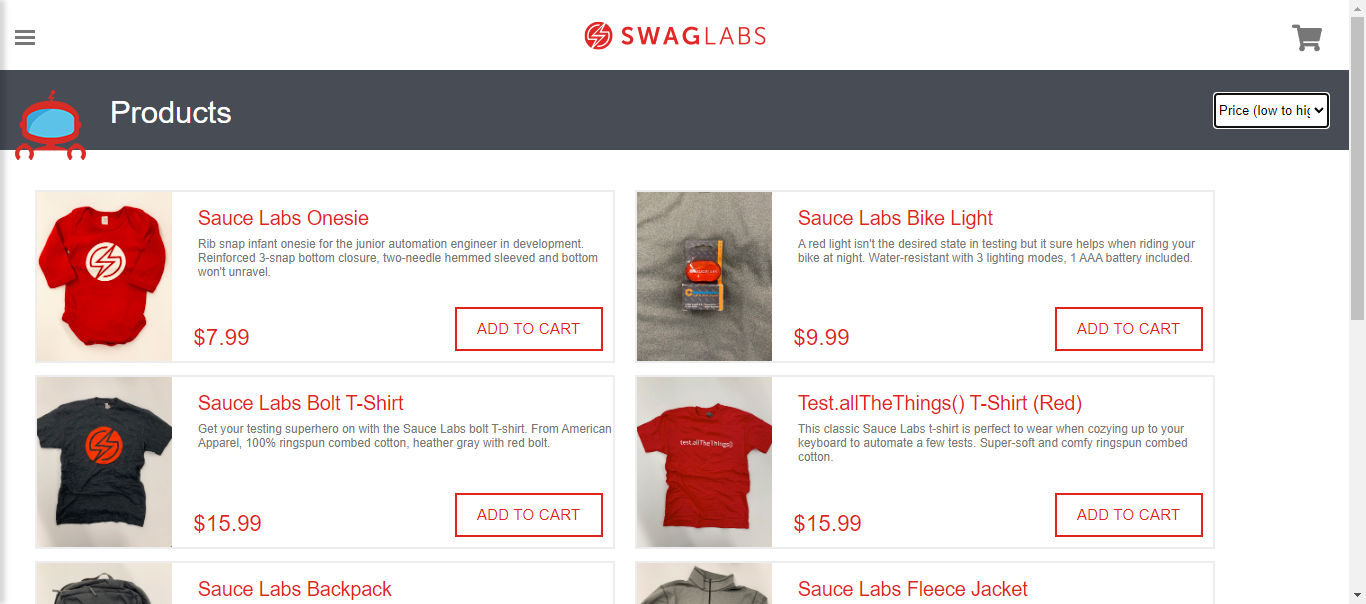 SWAGLABS
Products
Price (low to hig
Sauce Labs Onesie
Rib snap infant onesie for the junior automation engineer in development.
Reinforced 3-snap bottom closure, two-needle hemmed sleeved and bottom
won't unravel.
$7.99
ADD TO CART
Sauce Labs Bike Light
A red light isn't the desired state in testing but it sure helps when riding your
bike at night. Water-resistant with 3 lighting modes, 1 AAA battery included.
$9.99
ADD TO CART
Sauce Labs Bolt T-Shirt
Get your testing superhero on with the Sauce Labs bolt T-shirt. From American
Apparel, 100% ringspun combed cotton, heather gray with red bolt.
$15.99
ADD TO CART
test.allTheThings()
Test.allTheThings() T-Shirt (Red)
This classic Sauce Labs t-shirt is perfect to wear when cozying up to your
keyboard to automate a few tests. Super-soft and comfy ringspun combed
cotton.
$15.99
ADD TO CART
Sauce Labs Backpack
Sauce Labs Fleece Jacket